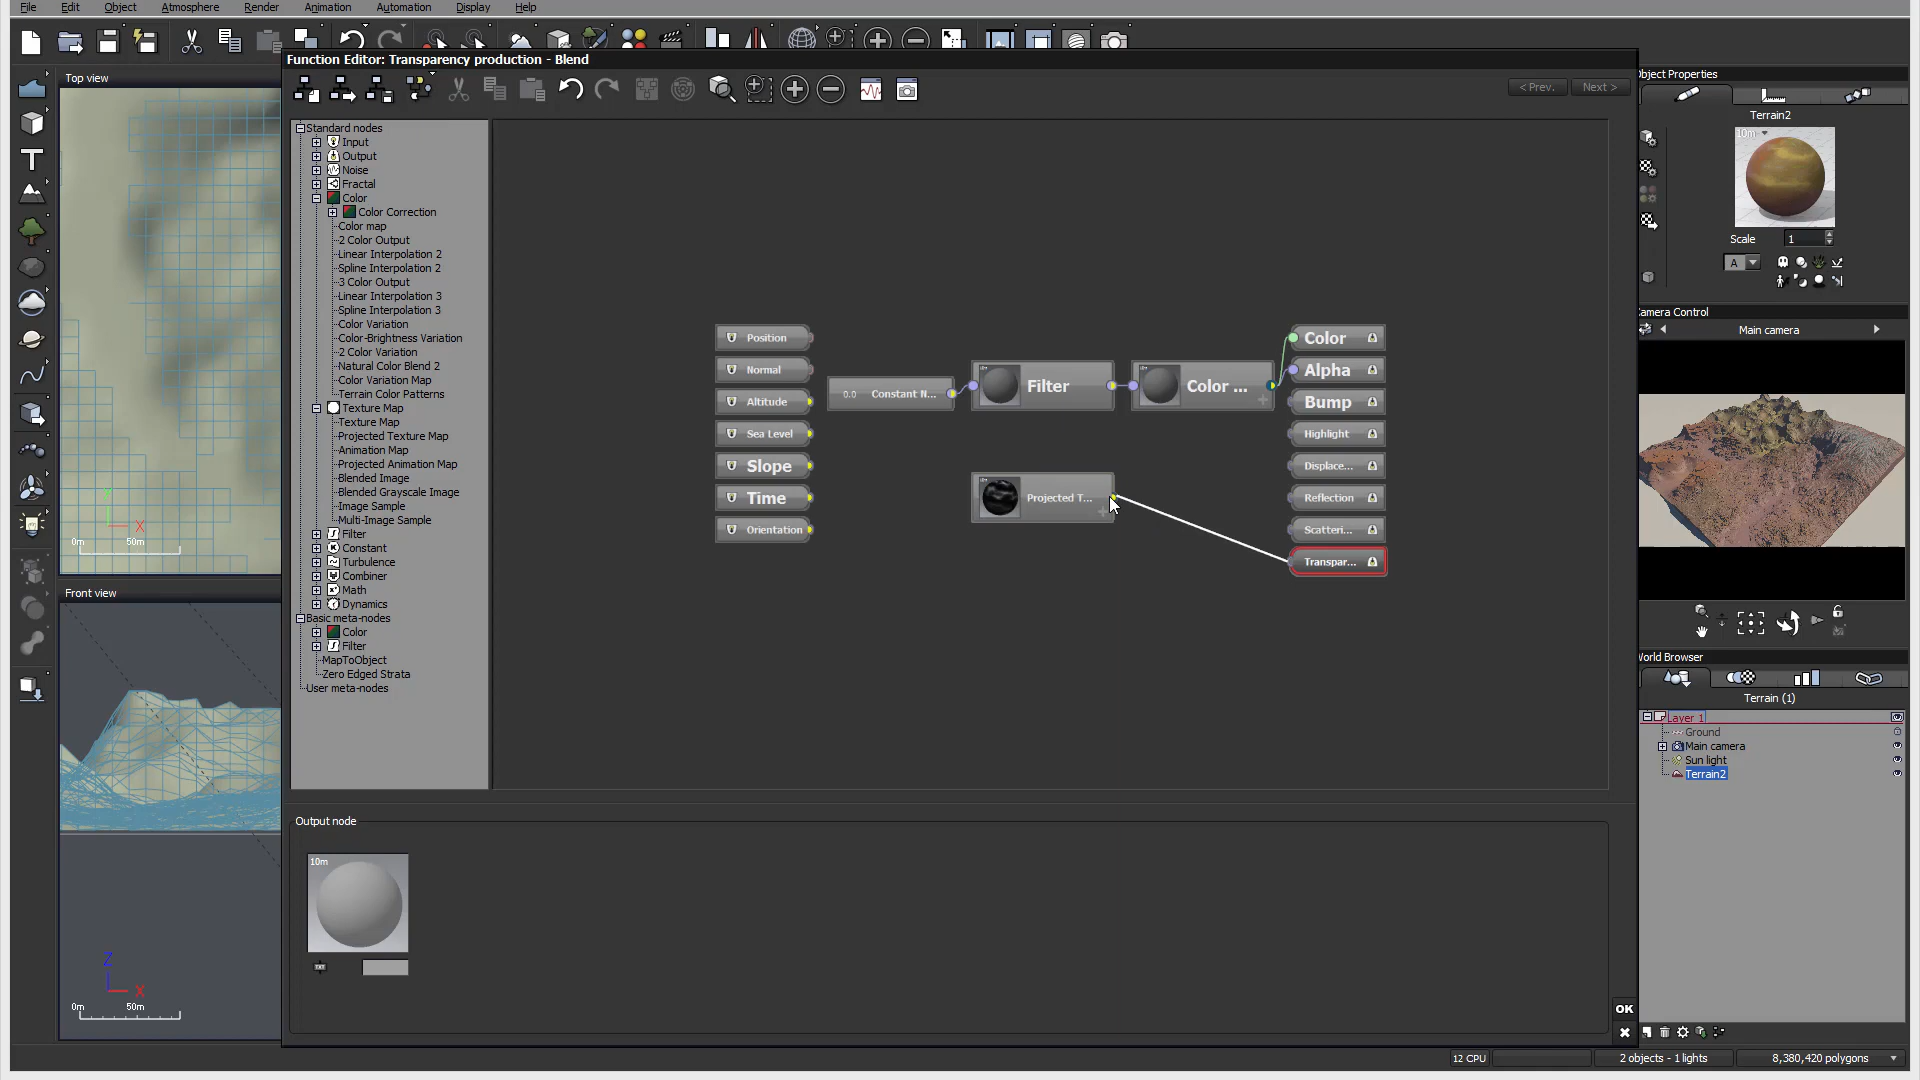 File Edit Object Atmosphere Render Animation Automation Display Help
Function Editor: Transparency production - Blend
< Prev. Next >
Top view
X
0m 50m
Front view
Z
X
0m 50m
Standard nodes
Input
Output
Noise
Fractal
Color
Color Correction
Color map
2 Color Output
Linear Interpolation 2
Spline Interpolation 2
3 Color Output
Linear Interpolation 3
Spline Interpolation 3
Color Variation
Color-Brightness Variation
2 Color Variation
Natural Color Blend 2
Color Variation Map
Terrain Color Patterns
Texture Map
Texture Map
Projected Texture Map
Animation Map
Projected Animation Map
Blended Image
Blended Grayscale Image
Image Sample
Multi-Image Sample
Filter
Constant
Turbulence
Combiner
Math
Dynamics
Basic meta-nodes
Color
Filter
MapToObject
Zero Edged Strata
User meta-nodes
Position
Normal
Altitude
Sea Level
Slope
Time
Orientation
0.0 Constant N...
Filter
Color ...
Projected T...
Color
Alpha
Bump
Highlight
Displace...
Reflection
Scatteri...
Transpar...
Output node
10m
OK
Object Properties
Terrain2
10m
Scale 1
A
Camera Control
Main camera
World Browser
Terrain (1)
Layer 1
Ground
Main camera
Sun light
Terrain2
12 CPU
2 objects - 1 lights
8,380,420 polygons